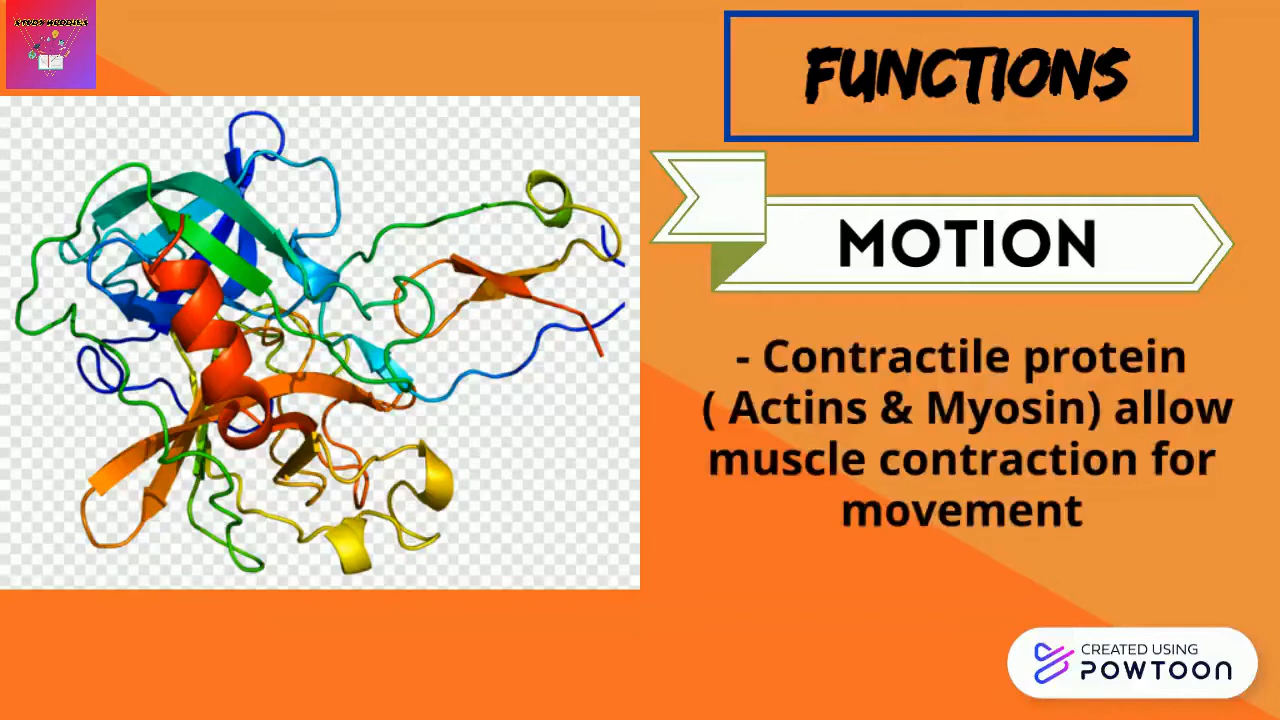 FUNCTIONS
MOTION
- Contractile protein
( Actins & Myosin) allow
muscle contraction for
movement
CREATED USING
POWTOON